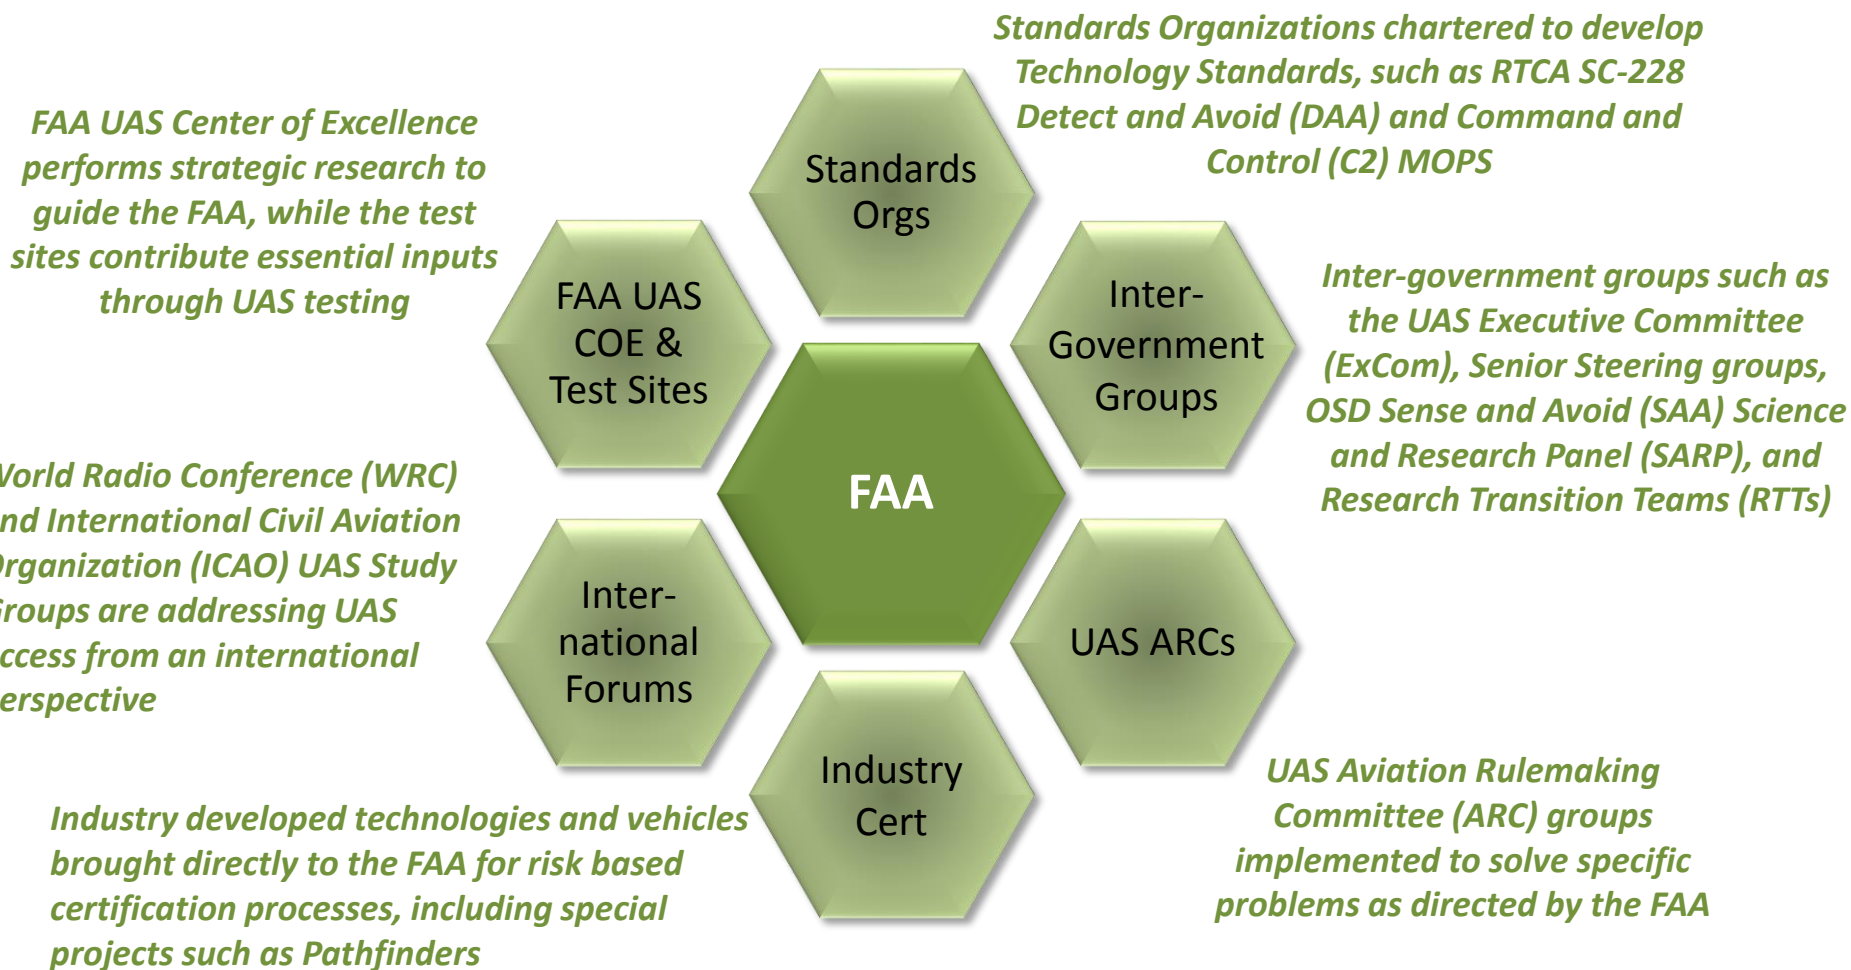 Standards Organizations chartered to develop
Technology Standards, such as RTCA SC-228
Detect and Avoid (DAA) and Command and
Control (C2) MOPS
FAA UAS Center of Excellence
performs strategic research to
guide the FAA, while the test
sites contribute essential inputs
through UAS testing
Standards
Orgs
FAA UAS
COE &
Test Sites
Inter-
Government
Groups
Inter-government groups such as
the UAS Executive Committee
(ExCom), Senior Steering groups,
OSD Sense and Avoid (SAA) Science
and Research Panel (SARP), and
Research Transition Teams (RTTs)
FAA
World Radio Conference (WRC)
and International Civil Aviation
Organization (ICAO) UAS Study
Groups are addressing UAS
access from an international
perspective
Inter-
national
Forums
UAS ARCs
Industry
Cert
UAS Aviation Rulemaking
Committee (ARC) groups
implemented to solve specific
problems as directed by the FAA
Industry developed technologies and vehicles
brought directly to the FAA for risk based
certification processes, including special
projects such as Pathfinders